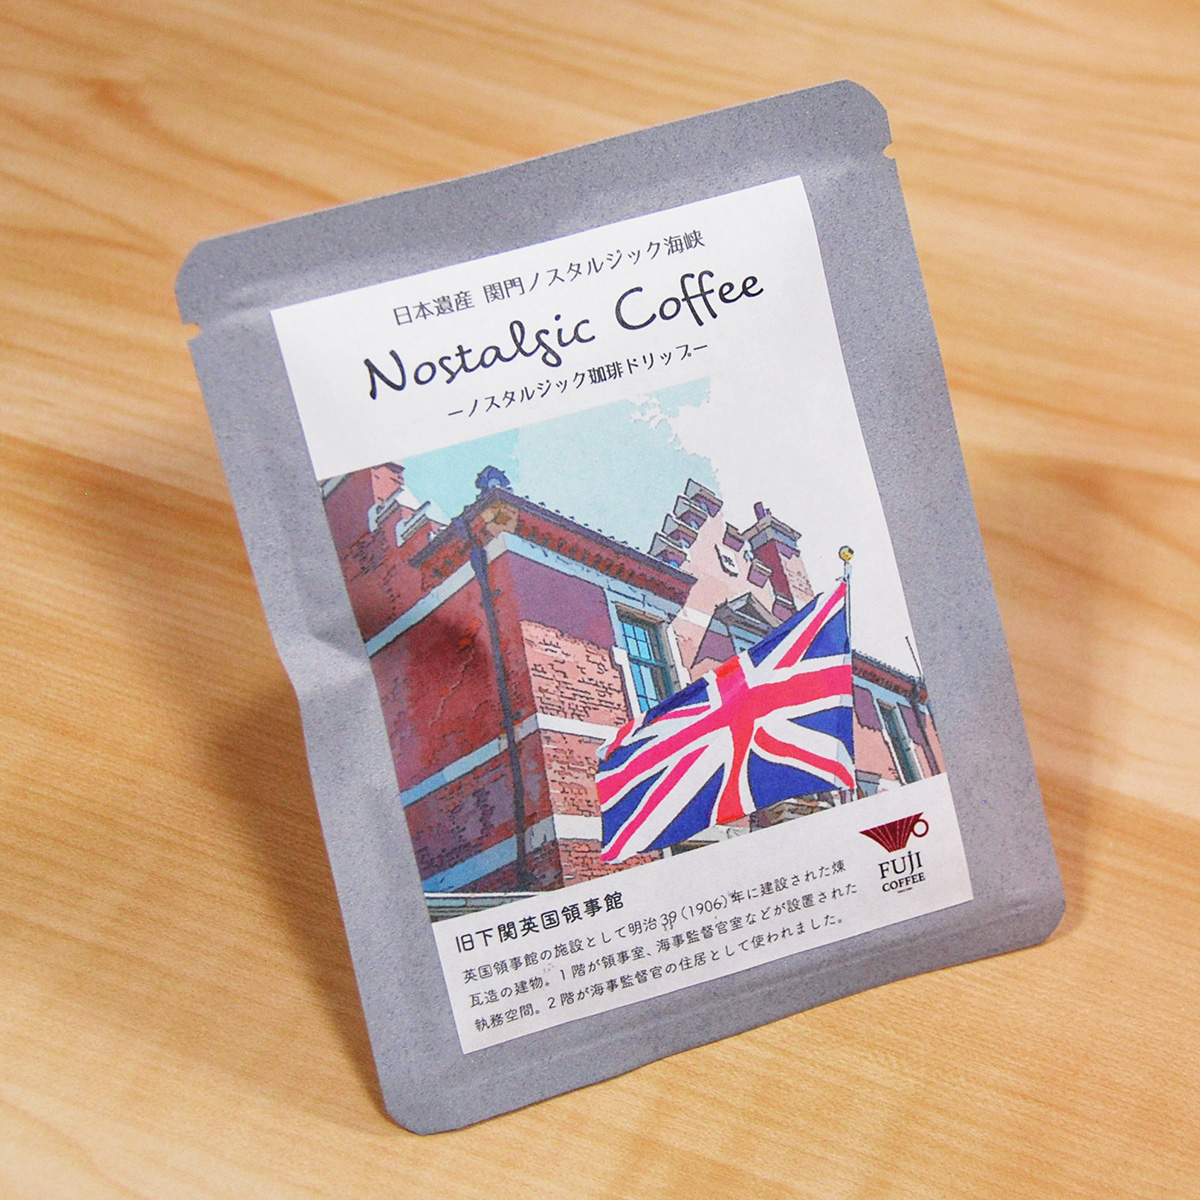 日本遺産 関門ノスタルジック海峡
Nostalgic Coffee
ーノスタルジック珈琲ドリップー
FUJI
COFFEE
旧下関英国領事館
英国領事館の施設として明治39(1906)年に建設された煉
瓦造の建物。1階が領事室、海事監督官室などが設置された
執務空間。2階が海事監督官の住居として使われました。